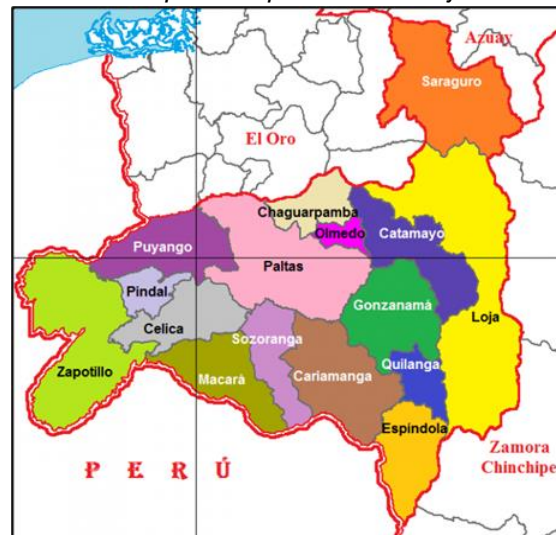 Azuay
Saraguro
El Oro
Chaguarpamba
Olmedo
Catamayo
Puyango
Paltas
Pindal
Gonzanamá
Loja
Celica
Sozoranga
Zapotillo
Macará
Cariamanga
Quilanga
Espíndola
Zamora
Chinchipe
P E R Ú